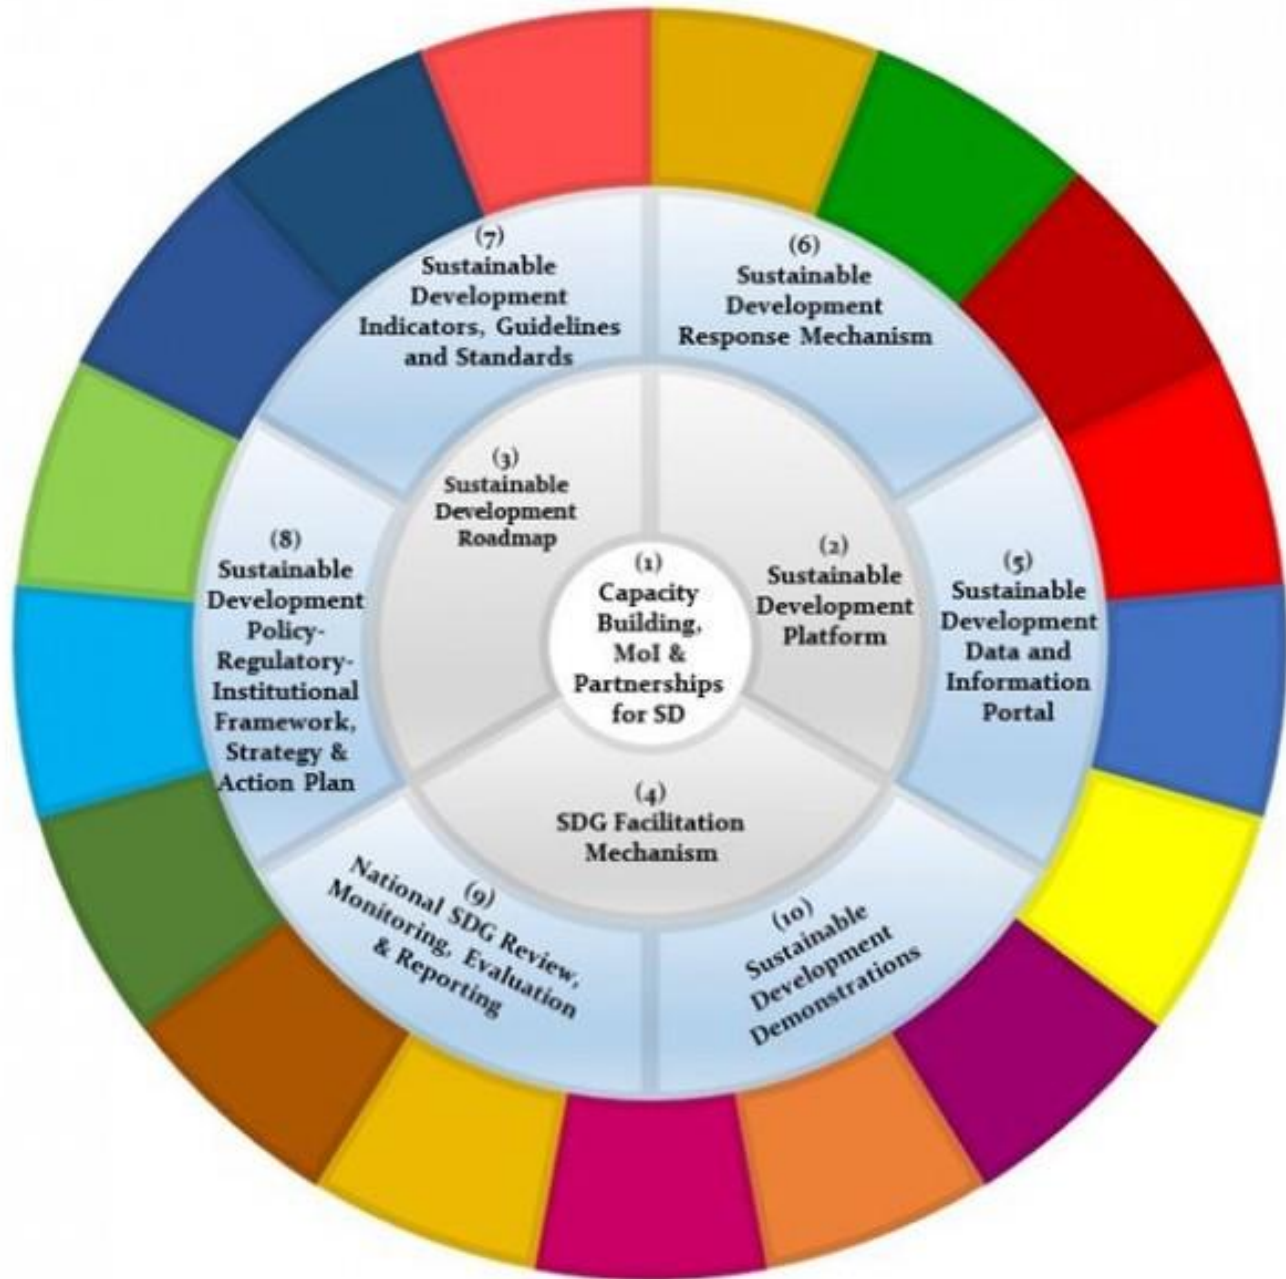 (7)
Sustainable
Development
Indicators, Guidelines
and Standards
(6)
Sustainable
Development
Response Mechanism
(3)
Sustainable
Development
Roadmap
(8)
Sustainable
Development
Policy-
Regulatory-
Institutional
Framework,
Strategy &
Action Plan
(1)
Capacity
Building,
MoI &
Partnerships
for SD
(2)
Sustainable
Development
Platform
(5)
Sustainable
Development
Data and
Information
Portal
(4)
SDG Facilitation
Mechanism
(9)
National SDG Review,
Monitoring, Evaluation
& Reporting
(10)
Sustainable
Development
Demonstrations